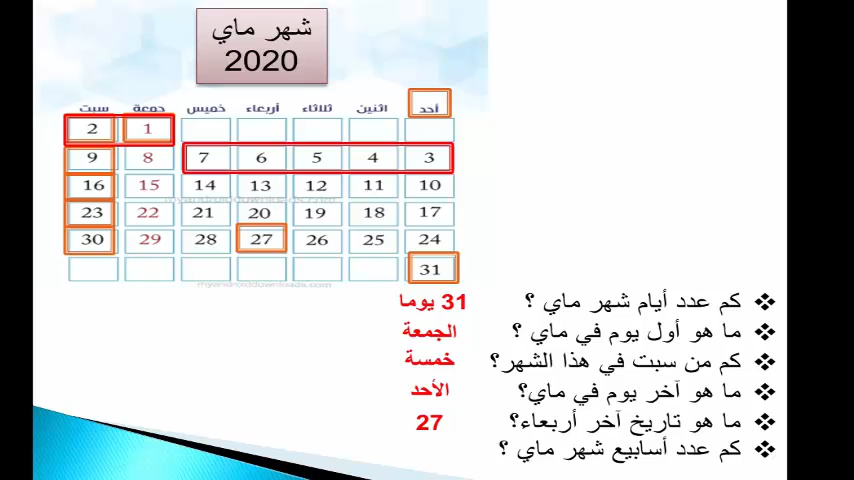 شهر ماي
2020
أحد اثنين ثلاثاء أربعاء خميس جمعة سبت
1 2
3 4 5 6 7 8 9
10 11 12 13 14 15 16
17 18 19 20 21 22 23
24 25 26 27 28 29 30
31
❖ كم عدد أيام شهر ماي ؟ 31 يوما
❖ ما هو أول يوم في ماي ؟ الجمعة
❖ كم من سبت في هذا الشهر؟ خمسة
❖ ما هو آخر يوم في ماي؟ الأحد
❖ ما هو تاريخ آخر أربعاء؟ 27
❖ كم عدد أسابيع شهر ماي ؟